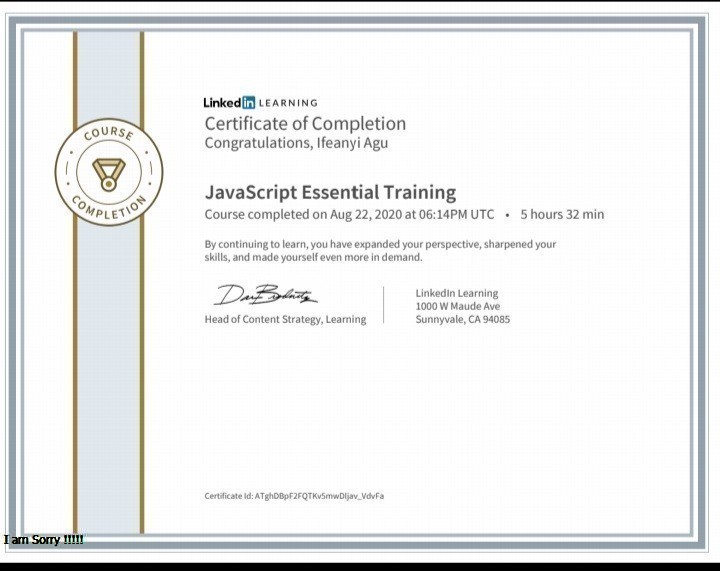 COURSE
COMPLETION
Linked in LEARNING
Certificate of Completion
Congratulations, Ifeanyi Agu
JavaScript Essential Training
Course completed on Aug 22, 2020 at 06:14PM UTC • 5 hours 32 min
By continuing to learn, you have expanded your perspective, sharpened your
skills, and made yourself even more in demand.
Head of Content Strategy, Learning
LinkedIn Learning
1000 W Maude Ave
Sunnyvale, CA 94085
Certificate Id: ATghDBpF2FQTKv5mwDljav_VdvFa
I am Sorry !!!!!